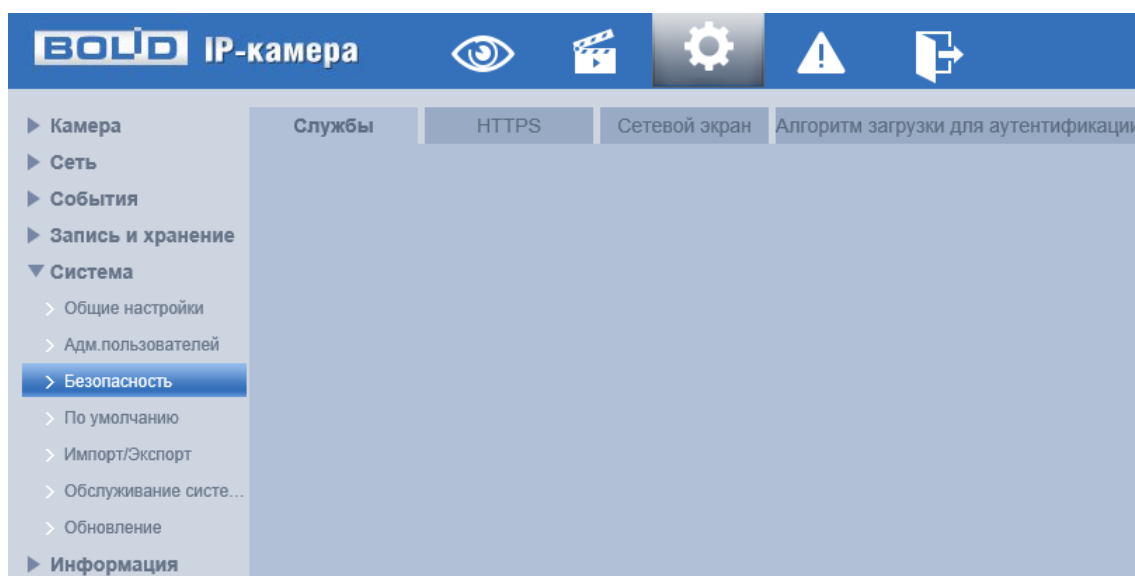 BOLID IP-камера
Камера
Сеть
События
Запись и хранение
Система
Общие настройки
Адм.пользователей
Безопасность
По умолчанию
Импорт/Экспорт
Обслуживание систе...
Обновление
Информация
Службы HTTPS Сетевой экран Алгоритм загрузки для аутентификации